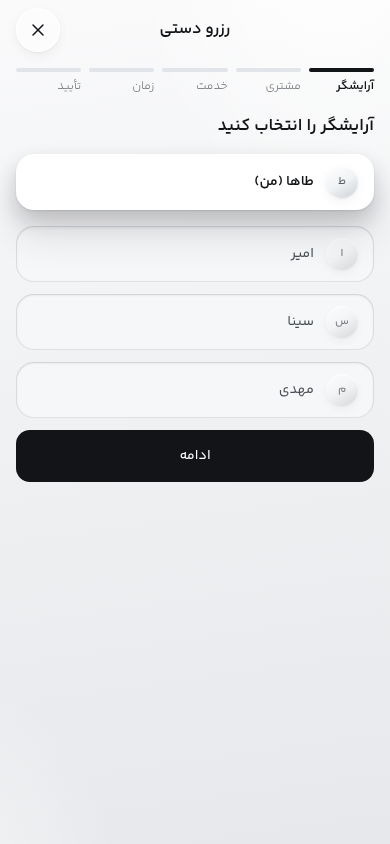 رزرو دستی
آرایشگر مشتری خدمت زمان تأیید
آرایشگر را انتخاب کنید
ط طاها (من)
ا امیر
س سینا
م مهدی
ادامه